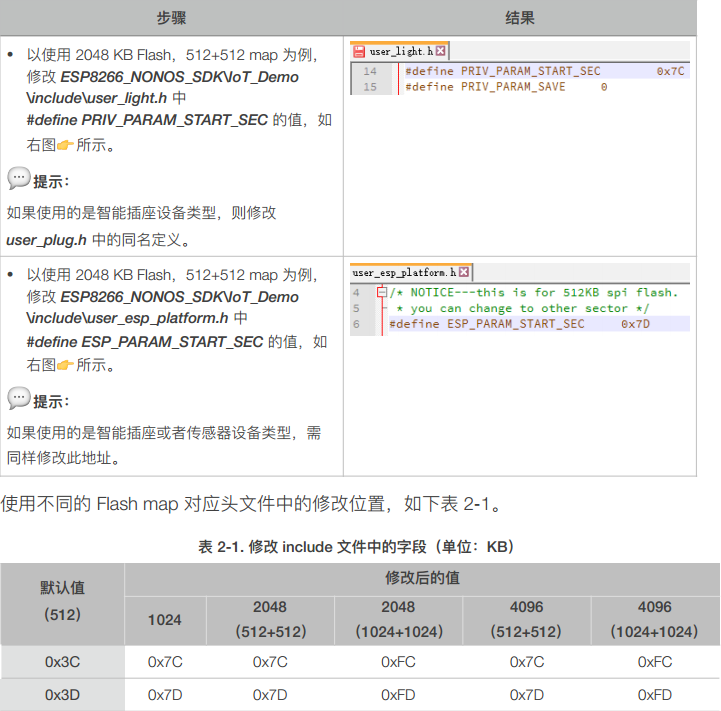 步骤
结果
• 以使用 2048 KB Flash，512+512 map 为例，
修改 ESP8266_NONOS_SDK\IoT_Demo
\include\user_light.h 中
#define PRIV_PARAM_START_SEC 的值，如
右图👉所示。
提示：
如果使用的是智能插座设备类型，则修改
user_plug.h 中的同名定义。
user_light.h
14 #define PRIV_PARAM_START_SEC 0x7C
15 #define PRIV_PARAM_SAVE 0
• 以使用 2048 KB Flash，512+512 map 为例，
修改 ESP8266_NONOS_SDK\IoT_Demo
\include\user_esp_platform.h 中
#define ESP_PARAM_START_SEC 的值，如
右图👉所示。
提示：
如果使用的是智能插座或者传感器设备类型，需
同样修改此地址。
user_esp_platform.h
4 /* NOTICE---this is for 512KB spi flash.
5 * you can change to other sector */
6 #define ESP_PARAM_START_SEC 0x7D
使用不同的 Flash map 对应头文件中的修改位置，如下表 2-1。
表 2-1. 修改 include 文件中的字段（单位：KB）
默认值
（512）
修改后的值
1024
2048
（512+512）
2048
（1024+1024）
4096
（512+512）
4096
（1024+1024）
0x3C 0x7C 0x7C 0xFC 0x7C 0xFC
0x3D 0x7D 0x7D 0xFD 0x7D 0xFD